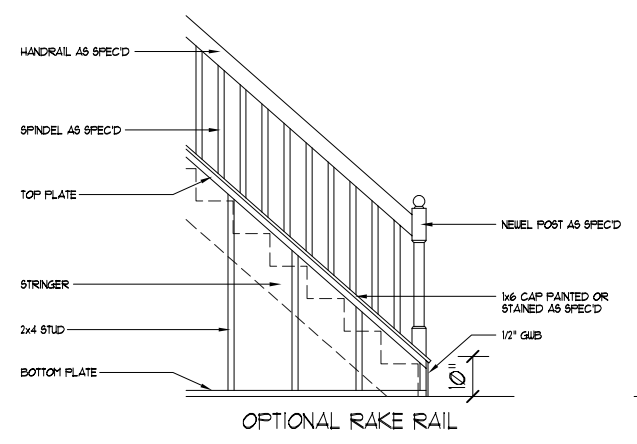 HANDRAIL AS SPEC'D
SPINDEL AS SPEC'D
TOP PLATE
NEWEL POST AS SPEC'D
STRINGER
1x6 CAP PAINTED OR
STAINED AS SPEC'D
2x4 STUD
1/2" GWB
BOTTOM PLATE
10"
OPTIONAL RAKE RAIL